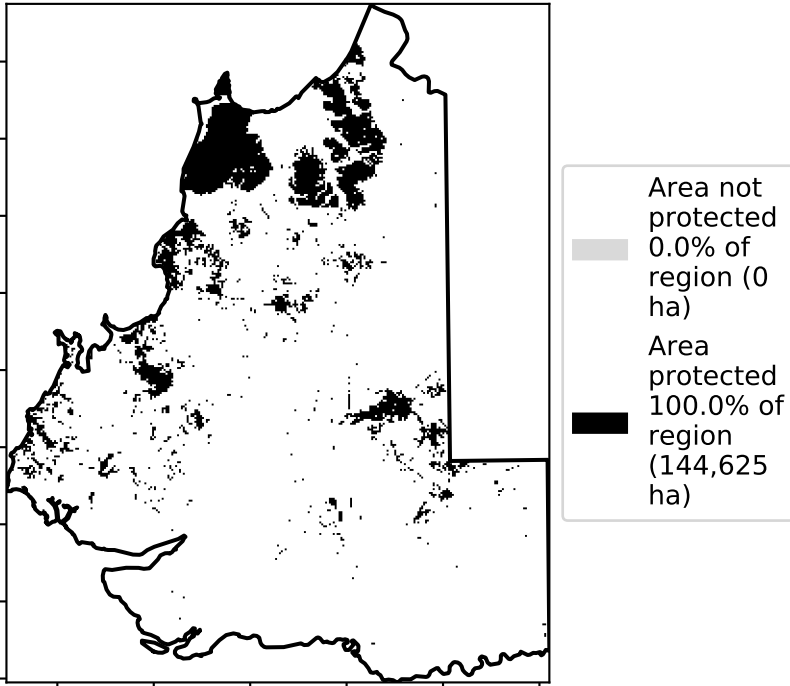 Area not
protected
0.0% of
region (0
ha)
Area
protected
100.0% of
region
(144,625
ha)